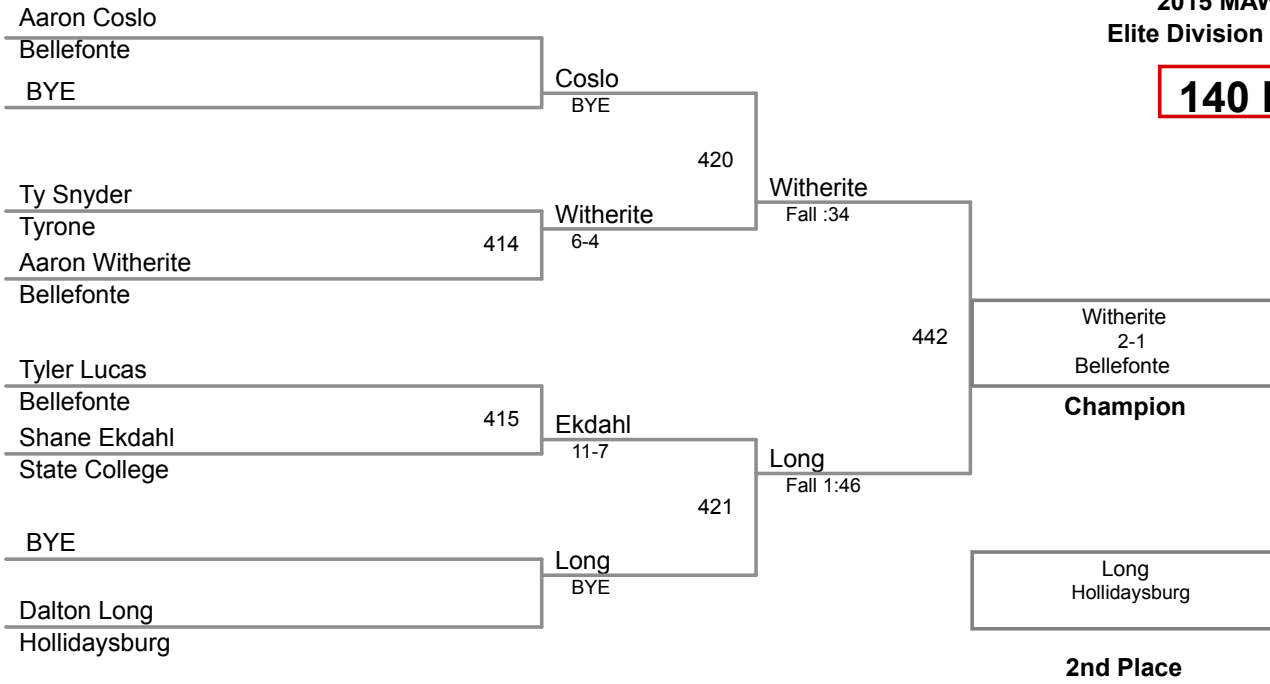 2015 MAW
Elite Division
140
Aaron Coslo
Bellefonte
BYE
Coslo
BYE
420
Ty Snyder
Tyrone
414
Aaron Witherite
Bellefonte
Witherite
6-4
Witherite
Fall :34
442
Witherite
2-1
Bellefonte
Champion
Tyler Lucas
Bellefonte
415
Shane Ekdahl
State College
Ekdahl
11-7
Long
Fall 1:46
421
BYE
Long
BYE
Dalton Long
Hollidaysburg
Long
Hollidaysburg
2nd Place